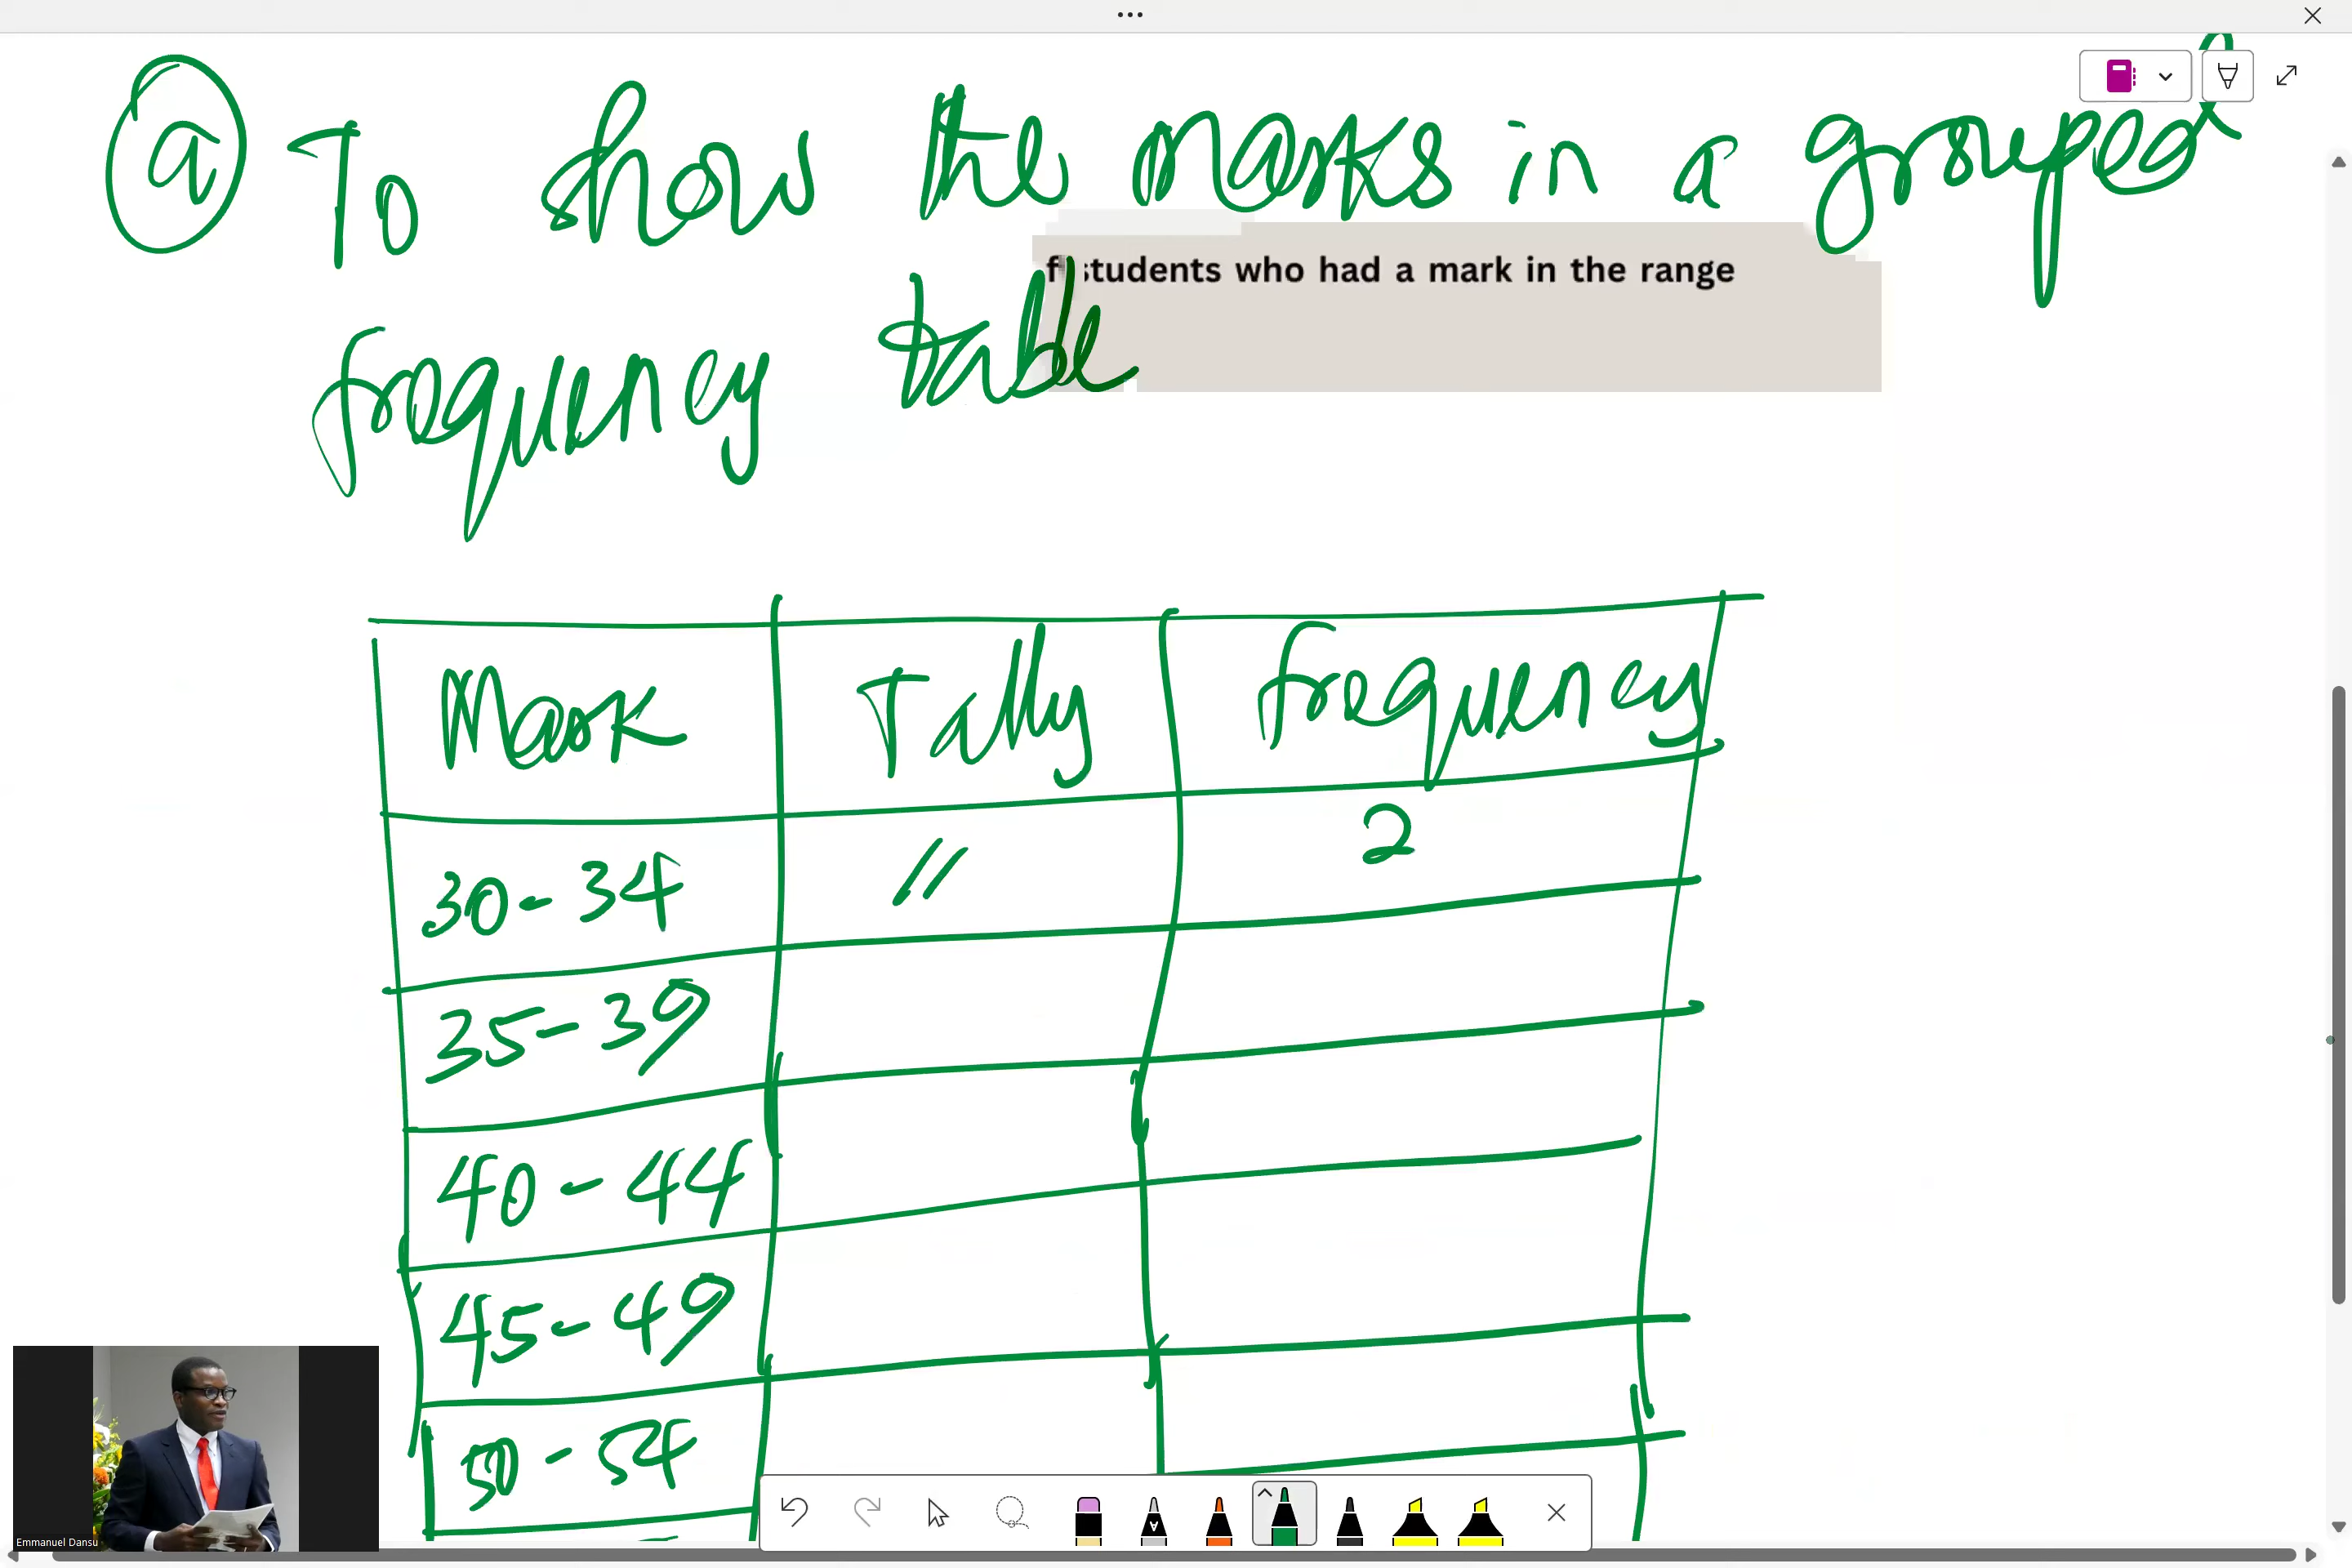 a To show the marks in a grouped
f students who had a mark in the range
frequency table
Mark Tally frequency
30 - 34 // 2
35 - 39
40 - 44
45 - 49
50 - 54
Emmanuel Dansu